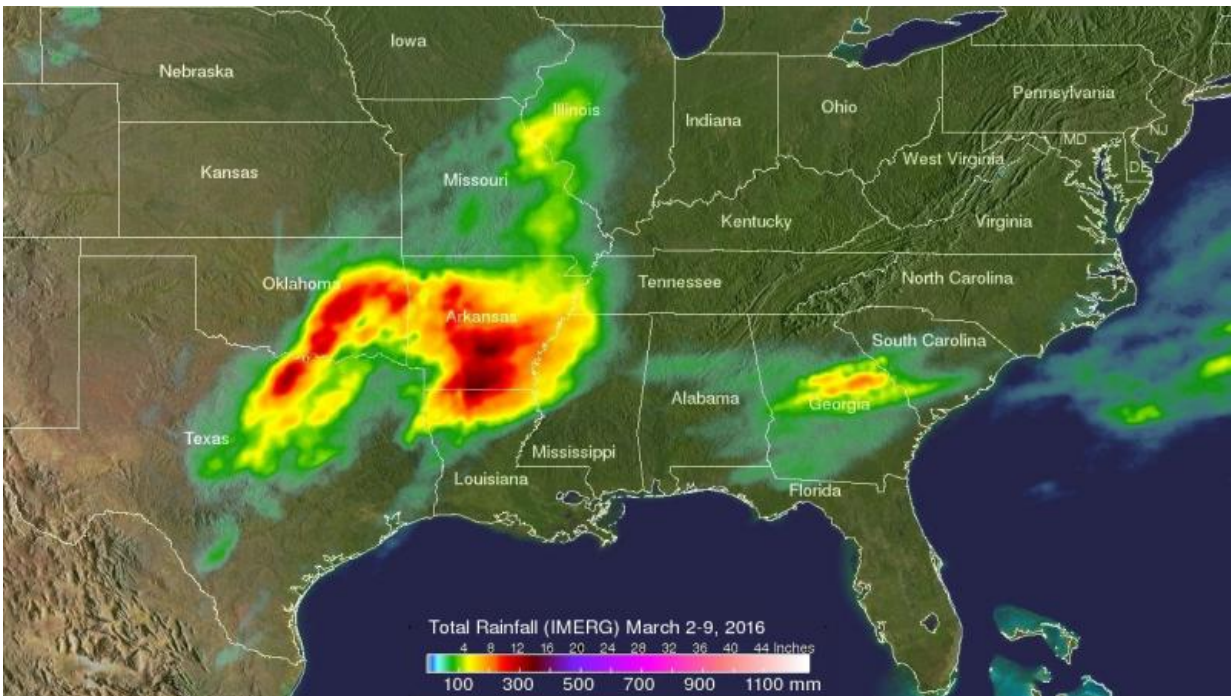 Iowa
Nebraska
Illinois
Indiana
Ohio
Pennsylvania
NJ
MD
DE
Kansas
Missouri
West Virginia
Kentucky
Virginia
Oklahoma
Tennessee
North Carolina
Arkansas
South Carolina
Alabama
Georgia
Texas
Mississippi
Louisiana
Florida
Total Rainfall (IMERG) March 2-9, 2016
4 8 12 16 20 24 28 32 36 40 44 Inches
100 300 500 700 900 1100 mm